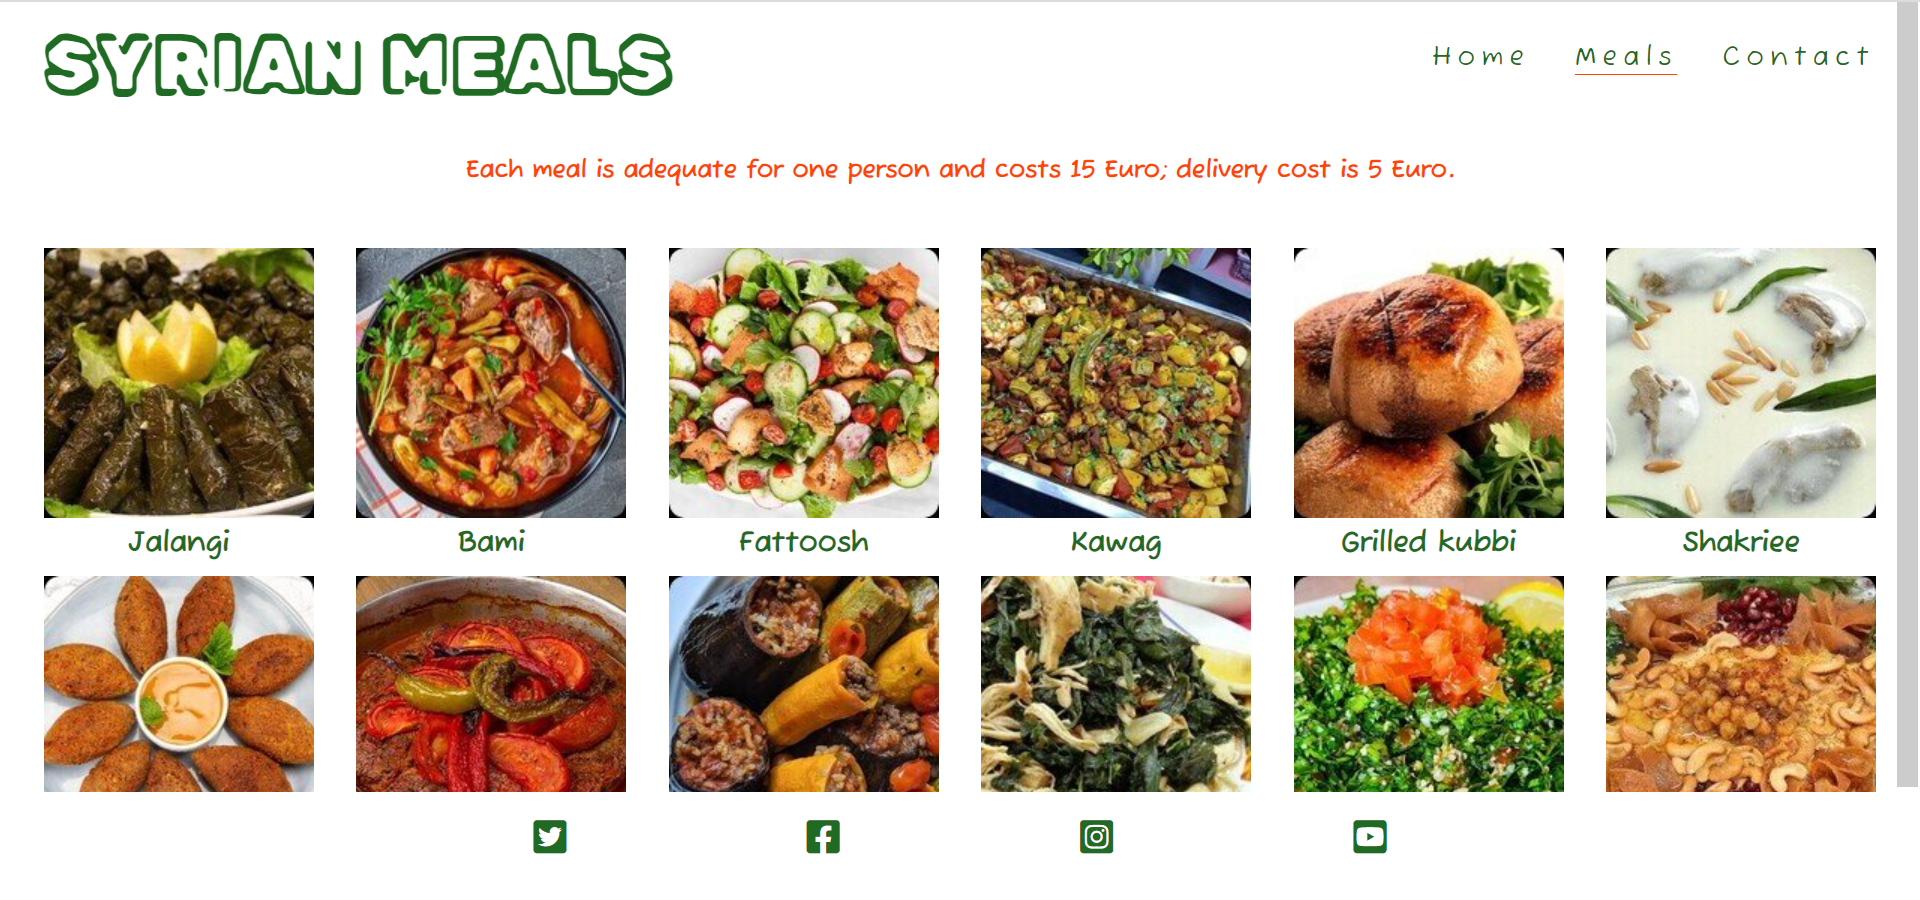 SYRIAN MEALS
Home Meals Contact
Each meal is adequate for one person and costs 15 Euro; delivery cost is 5 Euro.
Jalangi Bami Fattoosh Kawag Grilled kubbi Shakriee